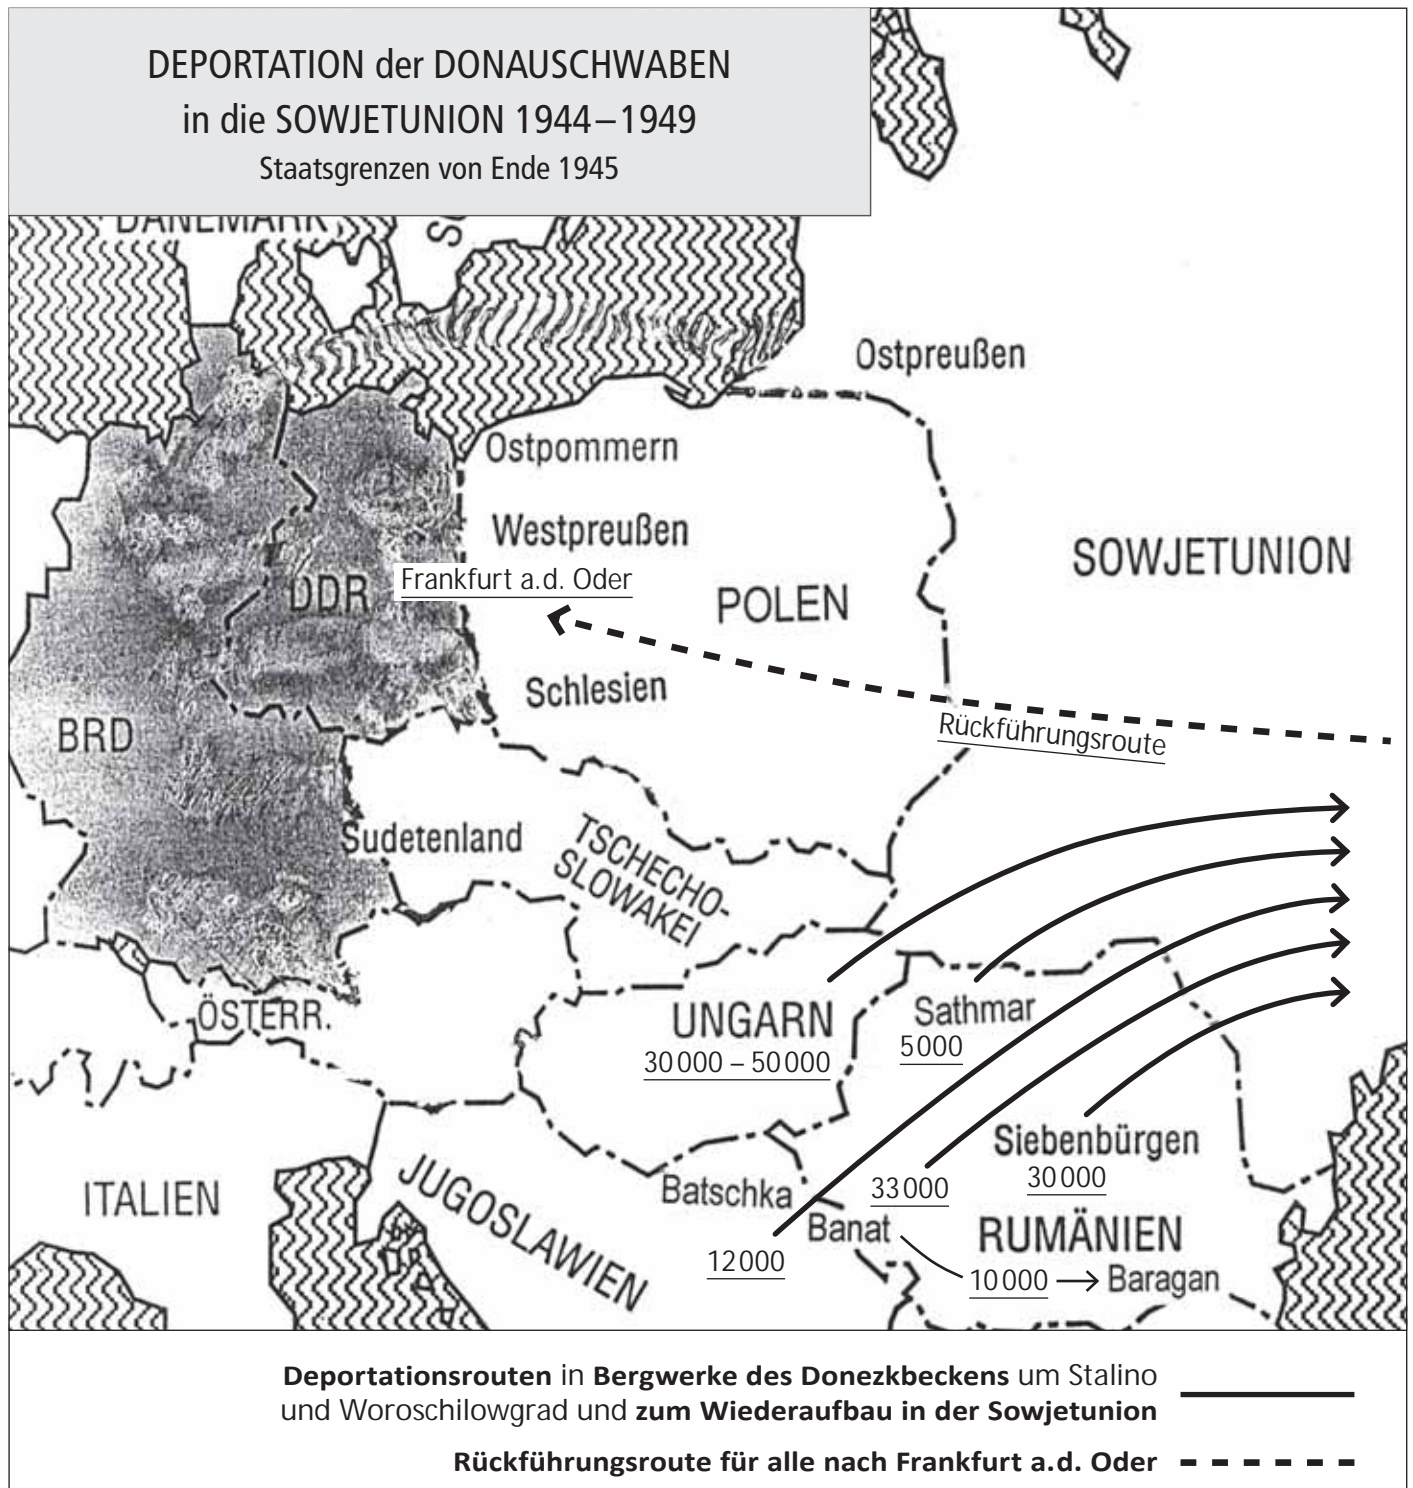 DEPORTATION der DONAUSCHWABEN
in die SOWJETUNION 1944–1949
Staatsgrenzen von Ende 1945
DÄNEMARK
Ostpreußen
Ostpommern
Westpreußen
SOWJETUNION
Frankfurt a.d. Oder
DDR
POLEN
Schlesien
BRD
Rückführungsroute
Sudetenland
TSCHECHO-
SLOWAKEI
ÖSTERR.
UNGARN
30 000 – 50 000
Sathmar
5 000
Siebenbürgen
30 000
ITALIEN
JUGOSLAWIEN
Batschka
33 000
Banat
12 000
RUMÄNIEN
10 000
Baragan
Deportationsrouten in Bergwerke des Donezkbeckens um Stalino
und Woroschilowgrad und zum Wiederaufbau in der Sowjetunion
Rückführungsroute für alle nach Frankfurt a.d. Oder